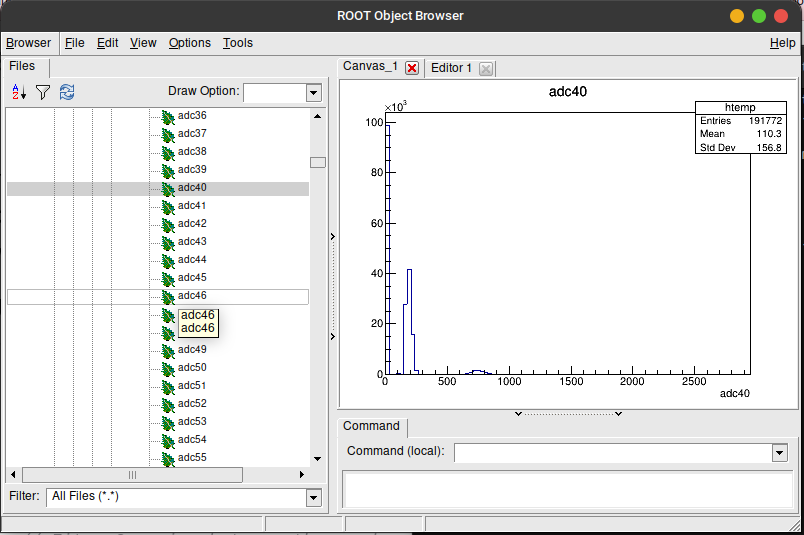 ROOT Object Browser
Browser File Edit View Options Tools Help
Files
Draw Option:
adc36
adc37
adc38
adc39
adc40
adc41
adc42
adc43
adc44
adc45
adc46
adc46
adc46
adc49
adc50
adc51
adc52
adc53
adc54
adc55
Filter: All Files (*.*)
Canvas_1 Editor 1
adc40
×10³
htemp
Entries 191772
Mean 110.3
Std Dev 156.8
100
80
60
40
20
0
0 500 1000 1500 2000 2500
adc40
Command
Command (local):